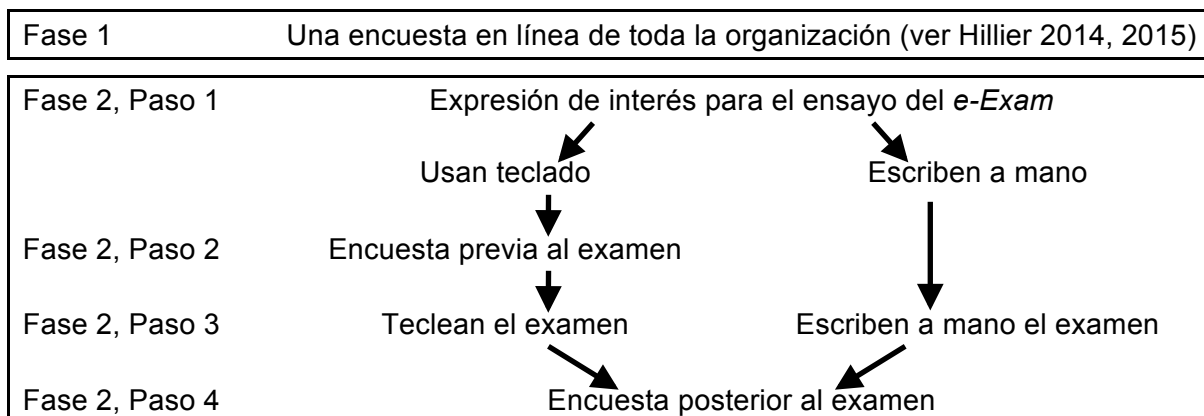 Fase 1 Una encuesta en línea de toda la organización (ver Hillier 2014, 2015)
Fase 2, Paso 1 Expresión de interés para el ensayo del e-Exam
Usan teclado Escriben a mano
Fase 2, Paso 2 Encuesta previa al examen
Fase 2, Paso 3 Teclean el examen Escriben a mano el examen
Fase 2, Paso 4 Encuesta posterior al examen